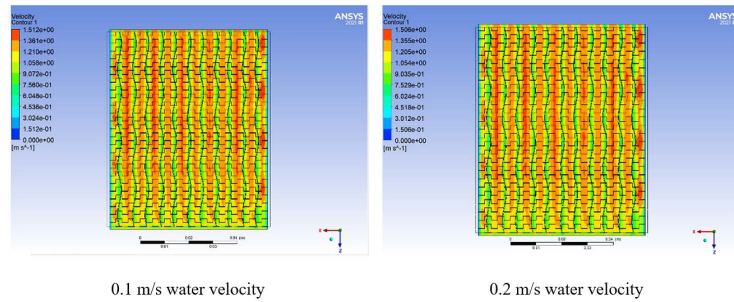 Velocity
Contour 1
1.512e+00
1.361e+00
1.210e+00
1.058e+00
9.072e-01
7.560e-01
6.048e-01
4.536e-01
3.024e-01
1.512e-01
0.000e+00
[m s^-1]
ANSYS
2021 R1
0
0.02
0.04 (m)
0.01
0.03
X
Z
0.1 m/s water velocity
Velocity
Contour 1
1.506e+00
1.355e+00
1.205e+00
1.054e+00
9.035e-01
7.529e-01
6.024e-01
4.518e-01
3.012e-01
1.506e-01
0.000e+00
[m s^-1]
ANSYS
0
0.02
0.04 (m)
0.01
0.03
X
Z
0.2 m/s water velocity